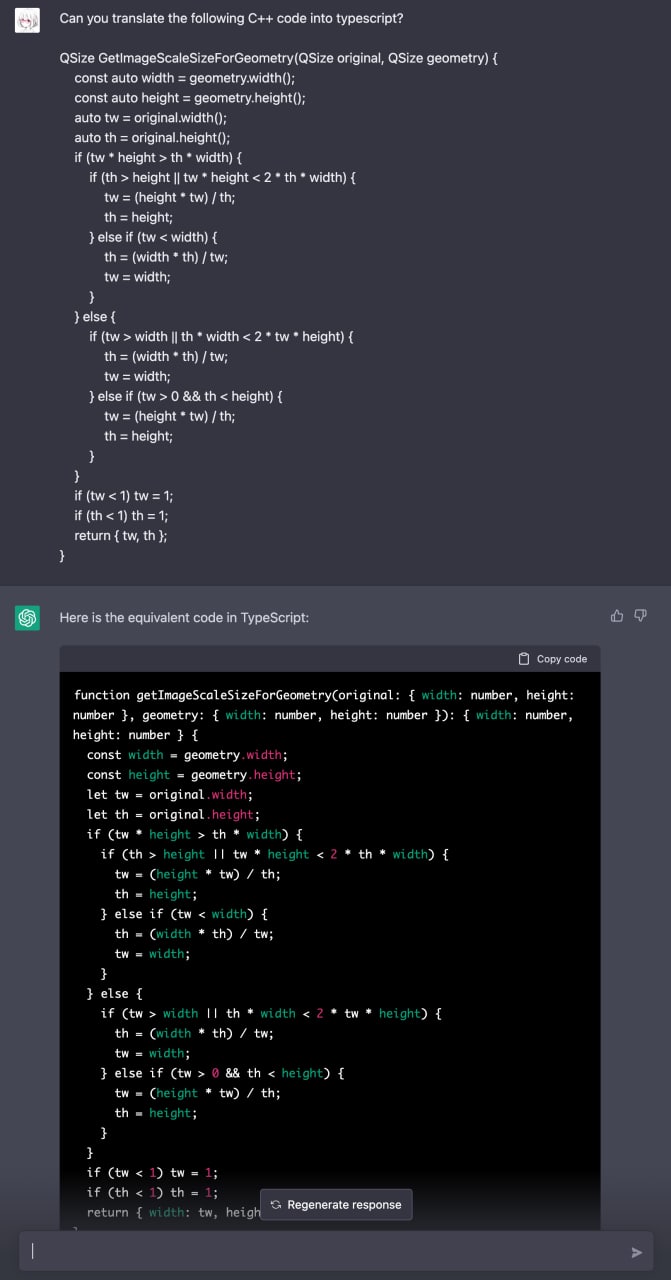 Can you translate the following C++ code into typescript?
QSize GetImageScaleSizeForGeometry(QSize original, QSize geometry) {
const auto width = geometry.width();
const auto height = geometry.height();
auto tw = original.width();
auto th = original.height();
if (tw * height > th * width) {
if (th > height || tw * height < 2 * th * width) {
tw = (height * tw) / th;
th = height;
} else if (tw < width) {
th = (width * th) / tw;
tw = width;
}
} else {
if (tw > width || th * width < 2 * tw * height) {
th = (width * th) / tw;
tw = width;
} else if (tw > 0 && th < height) {
tw = (height * tw) / th;
th = height;
}
}
if (tw < 1) tw = 1;
if (th < 1) th = 1;
return { tw, th };
}
Here is the equivalent code in TypeScript:
Copy code
function getImageScaleSizeForGeometry(original: { width: number, height:
number }, geometry: { width: number, height: number }): { width: number,
height: number } {
const width = geometry.width;
const height = geometry.height;
let tw = original.width;
let th = original.height;
if (tw * height > th * width) {
if (th > height || tw * height < 2 * th * width) {
tw = (height * tw) / th;
th = height;
} else if (tw < width) {
th = (width * th) / tw;
tw = width;
}
} else {
if (tw > width || th * width < 2 * tw * height) {
th = (width * th) / tw;
tw = width;
} else if (tw > 0 && th < height) {
tw = (height * tw) / th;
th = height;
}
}
if (tw < 1) tw = 1;
if (th < 1) th = 1;
return { width: tw, heigh
Regenerate response